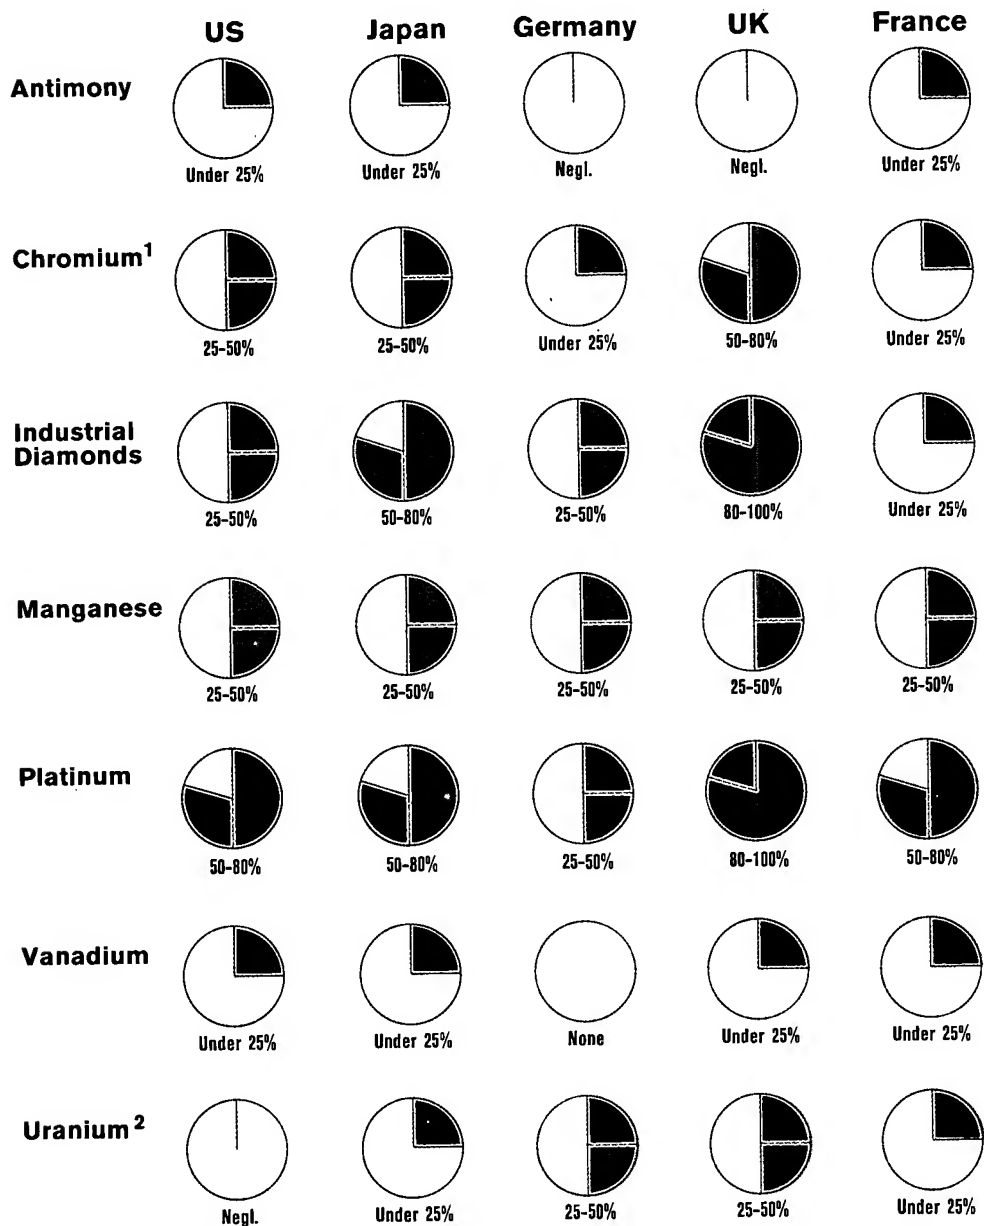 US Japan Germany UK France
Antimony
Under 25% Under 25% Negl. Negl. Under 25%
Chromium¹
25-50% 25-50% Under 25% 50-80% Under 25%
Industrial
Diamonds
25-50% 50-80% 25-50% 80-100% Under 25%
Manganese
25-50% 25-50% 25-50% 25-50% 25-50%
Platinum
50-80% 50-80% 25-50% 80-100% 50-80%
Vanadium
Under 25% Under 25% None Under 25% Under 25%
Uranium²
Negl. Under 25% 25-50% 25-50% Under 25%